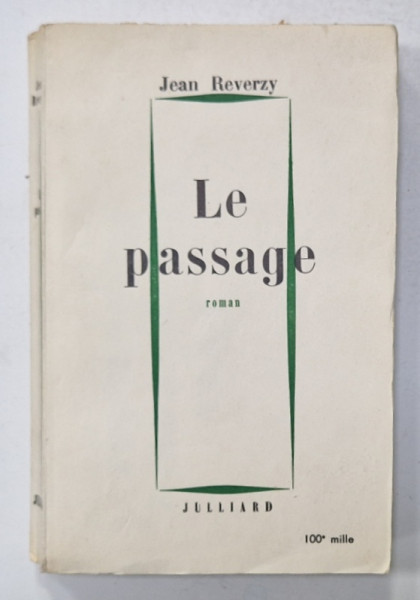 Jean Reverzy
Le
passage
roman
JULLIARD
100e mille